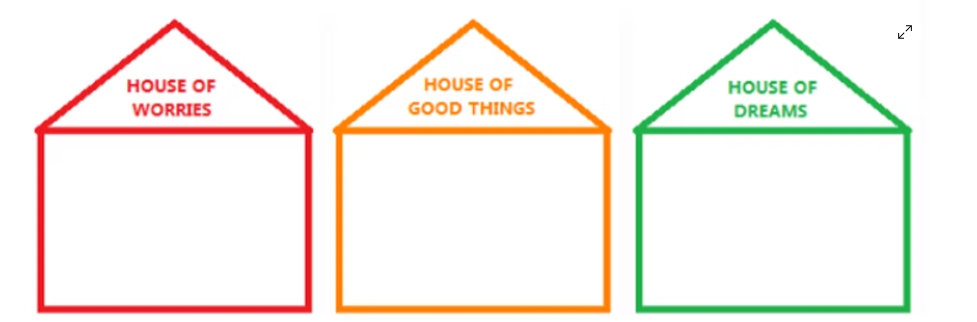 HOUSE OF
WORRIES
HOUSE OF
GOOD THINGS
HOUSE OF
DREAMS